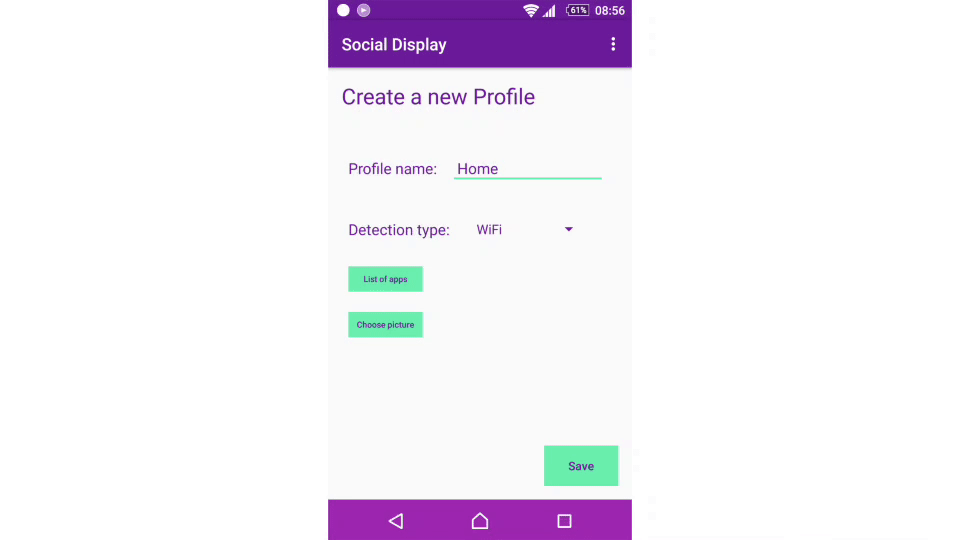 61% 08:56
Social Display
Create a new Profile
Profile name: Home
Detection type: WiFi
List of apps
Choose picture
Save